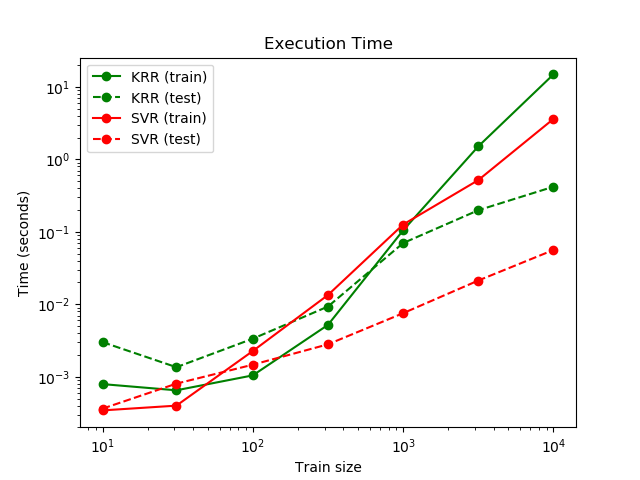 Execution Time
KRR (train)
KRR (test)
SVR (train)
SVR (test)
Time (seconds)
10¹
10⁰
10⁻¹
10⁻²
10⁻³
10¹ 10² 10³ 10⁴
Train size